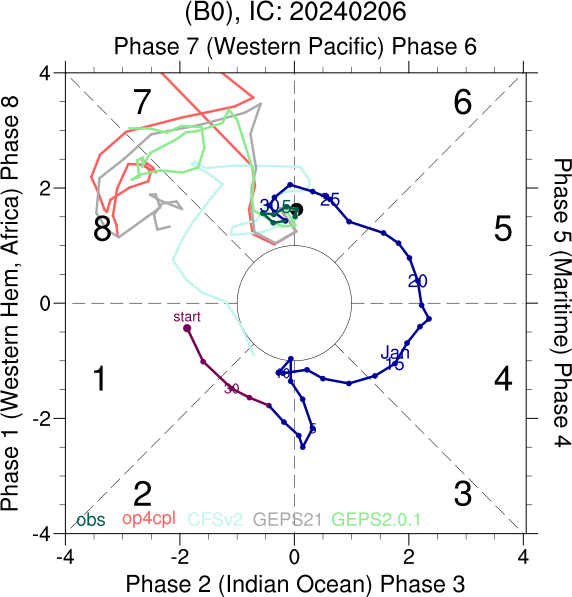 (B0), IC: 20240206
Phase 7 (Western Pacific) Phase 6
Phase 1 (Western Hem, Africa) Phase 8
Phase 5 (Maritime) Phase 4
4
7
6
2
30
5
25
8
5
20
0
start
Jan
15
10
1
30
4
-2
5
2
3
obs op4cpl CFSv2 GEPS21 GEPS2.0.1
-4
-4 -2 0 2 4
Phase 2 (Indian Ocean) Phase 3